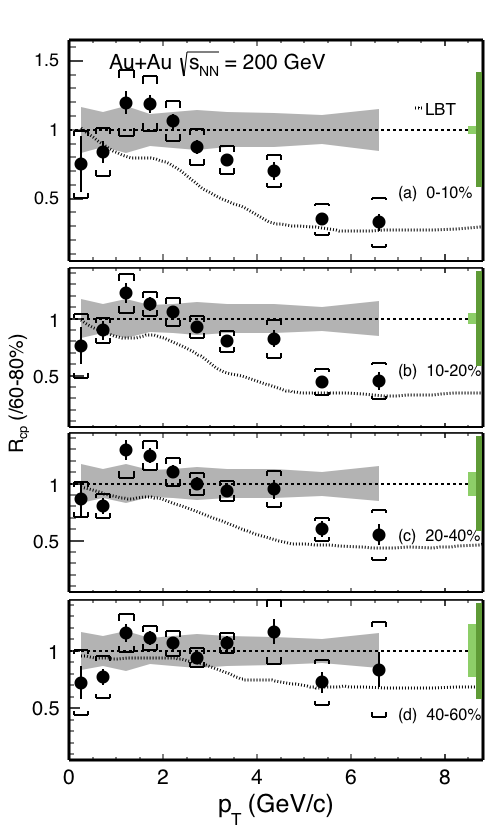 Au+Au √sNN = 200 GeV
1.5
LBT
1
0.5
(a) 0-10%
1
0.5
(b) 10-20%
Rcp (/60-80%)
1
0.5
(c) 20-40%
1
0.5
(d) 40-60%
0 2 4 6 8
pT (GeV/c)